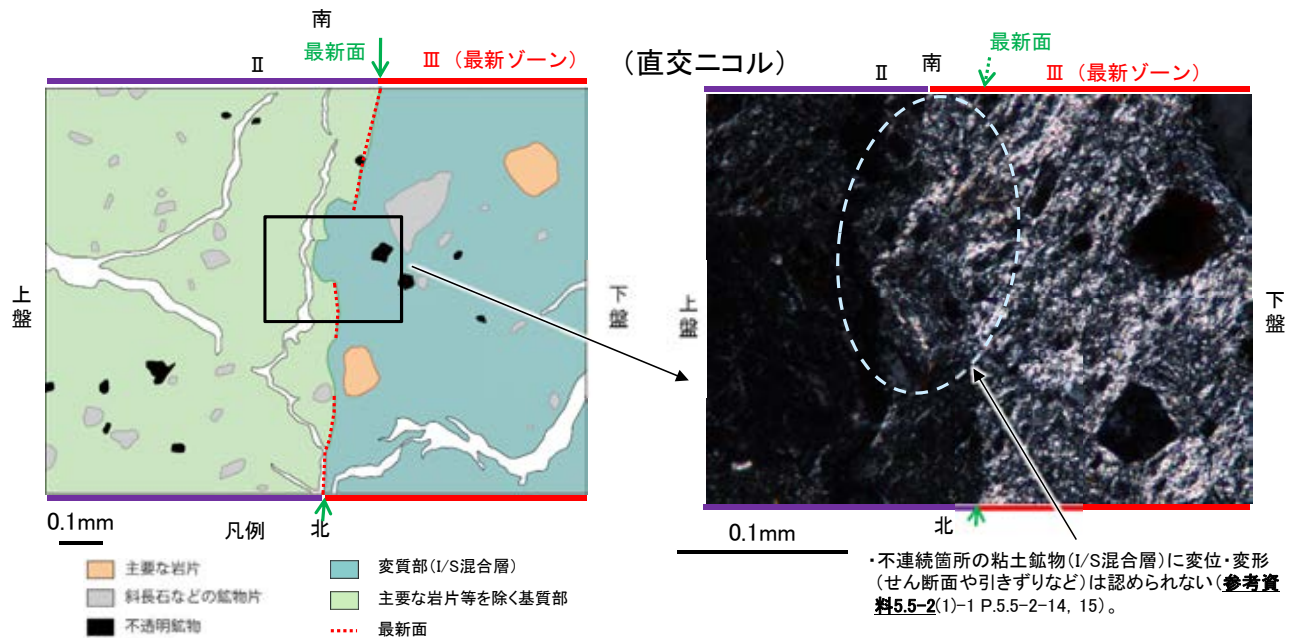 南
最新面
Ⅱ
Ⅲ（最新ゾーン）
上盤
下盤
北
0.1mm
凡例
主要な岩片
斜長石などの鉱物片
不透明鉱物
変質部(I/S混合層)
主要な岩片等を除く基質部
最新面
（直交ニコル）
最新面
Ⅱ
南
Ⅲ（最新ゾーン）
上盤
下盤
北
0.1mm
・不連続箇所の粘土鉱物(I/S混合層)に変位・変形
（せん断面や引きずりなど）は認められない（参考資
料5.5-2(1)-1 P.5.5-2-14, 15）。